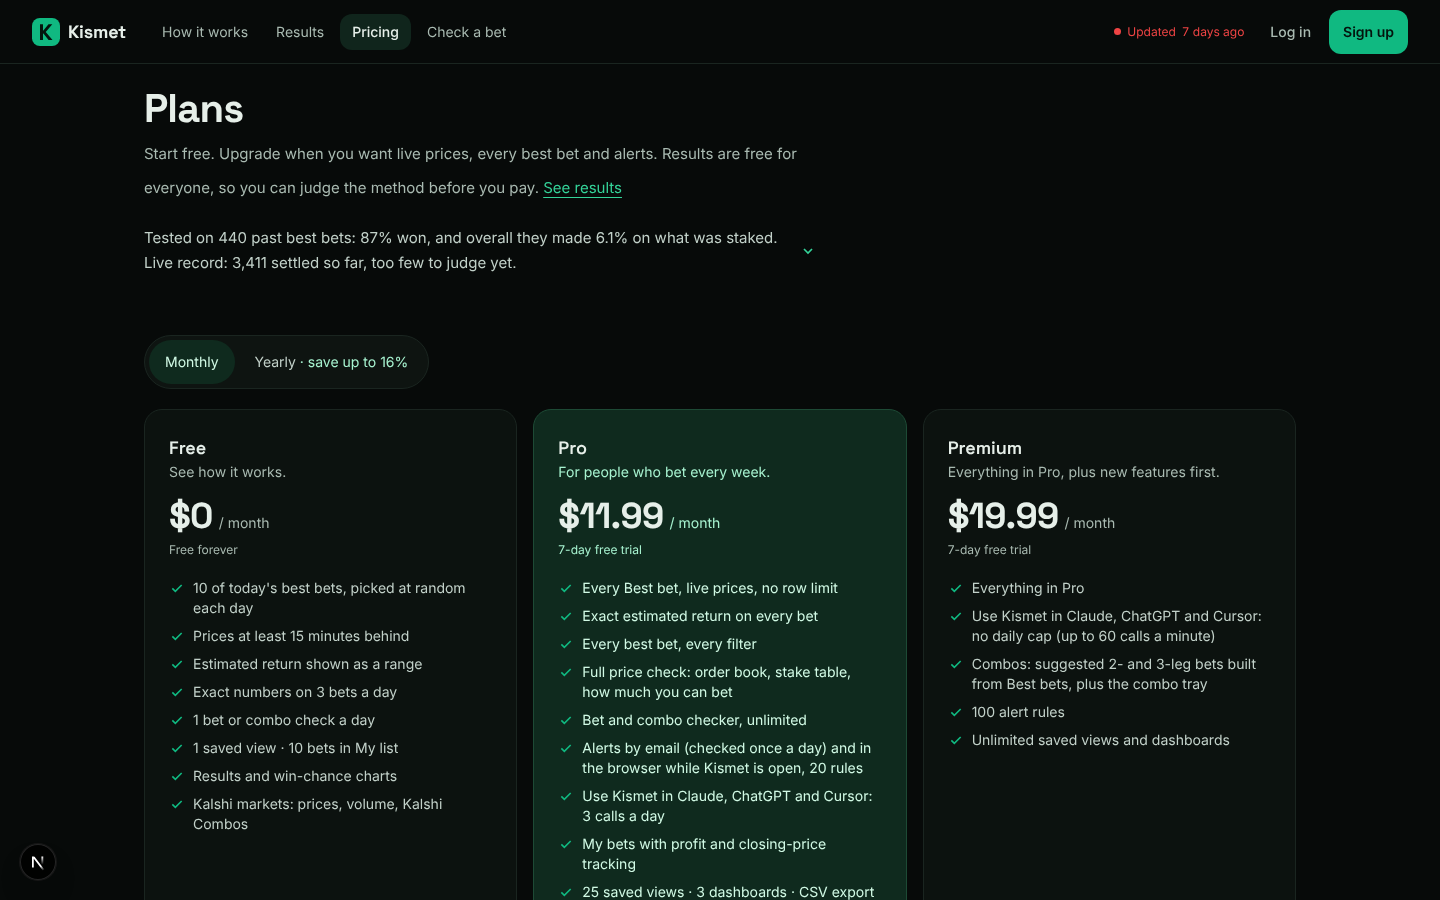 Kismet
How it works
Results
Pricing
Check a bet
Updated 7 days ago
Log in
Sign up
Plans
Start free. Upgrade when you want live prices, every best bet and alerts. Results are free for
everyone, so you can judge the method before you pay. See results
Tested on 440 past best bets: 87% won, and overall they made 6.1% on what was staked.
Live record: 3,411 settled so far, too few to judge yet.
Monthly
Yearly · save up to 16%
Free
See how it works.
$0 / month
Free forever
10 of today's best bets, picked at random
each day
Prices at least 15 minutes behind
Estimated return shown as a range
Exact numbers on 3 bets a day
1 bet or combo check a day
1 saved view · 10 bets in My list
Results and win-chance charts
Kalshi markets: prices, volume, Kalshi
Combos
Pro
For people who bet every week.
$11.99 / month
7-day free trial
Every Best bet, live prices, no row limit
Exact estimated return on every bet
Every best bet, every filter
Full price check: order book, stake table,
how much you can bet
Bet and combo checker, unlimited
Alerts by email (checked once a day) and in
the browser while Kismet is open, 20 rules
Use Kismet in Claude, ChatGPT and Cursor:
3 calls a day
My bets with profit and closing-price
tracking
25 saved views · 3 dashboards · CSV export
Premium
Everything in Pro, plus new features first.
$19.99 / month
7-day free trial
Everything in Pro
Use Kismet in Claude, ChatGPT and Cursor:
no daily cap (up to 60 calls a minute)
Combos: suggested 2- and 3-leg bets built
from Best bets, plus the combo tray
100 alert rules
Unlimited saved views and dashboards